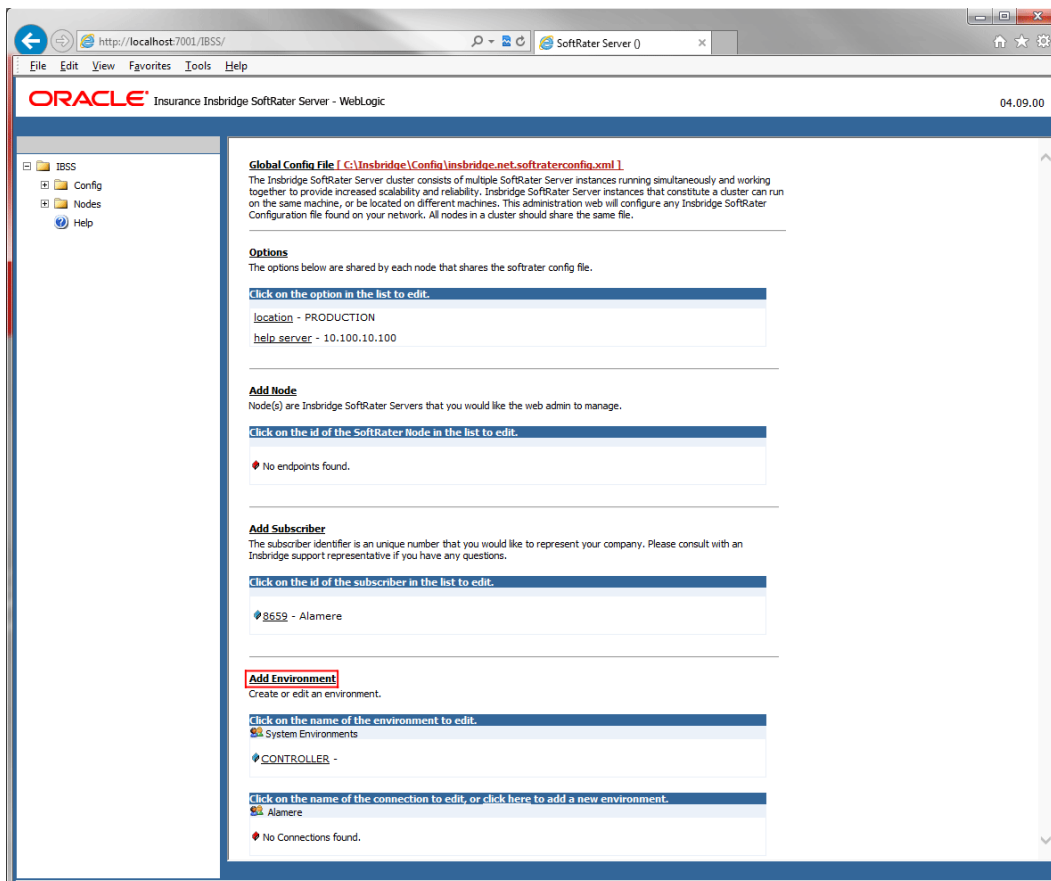 http://localhost:7001/IBSS/
SoftRater Server ()
File Edit View Favorites Tools Help
ORACLE Insurance Insbridge SoftRater Server - WebLogic
04.09.00
IBSS
Config
Nodes
Help
Global Config File [ C:\Insbridge\Config\insbridge.net.softraterconfig.xml ]
The Insbridge SoftRater Server cluster consists of multiple SoftRater Server instances running simultaneously and working
together to provide increased scalability and reliability. Insbridge SoftRater Server instances that constitute a cluster can run
on the same machine, or be located on different machines. This administration web will configure any Insbridge SoftRater
Configuration file found on your network. All nodes in a cluster should share the same file.
Options
The options below are shared by each node that shares the softrater config file.
Click on the option in the list to edit.
location - PRODUCTION
help server - 10.100.10.100
Add Node
Node(s) are Insbridge SoftRater Servers that you would like the web admin to manage.
Click on the id of the SoftRater Node in the list to edit.
No endpoints found.
Add Subscriber
The subscriber identifier is an unique number that you would like to represent your company. Please consult with an
Insbridge support representative if you have any questions.
Click on the id of the subscriber in the list to edit.
8659 - Alamere
Add Environment
Create or edit an environment.
Click on the name of the environment to edit.
System Environments
CONTROLLER -
Click on the name of the connection to edit, or click here to add a new environment.
Alamere
No Connections found.